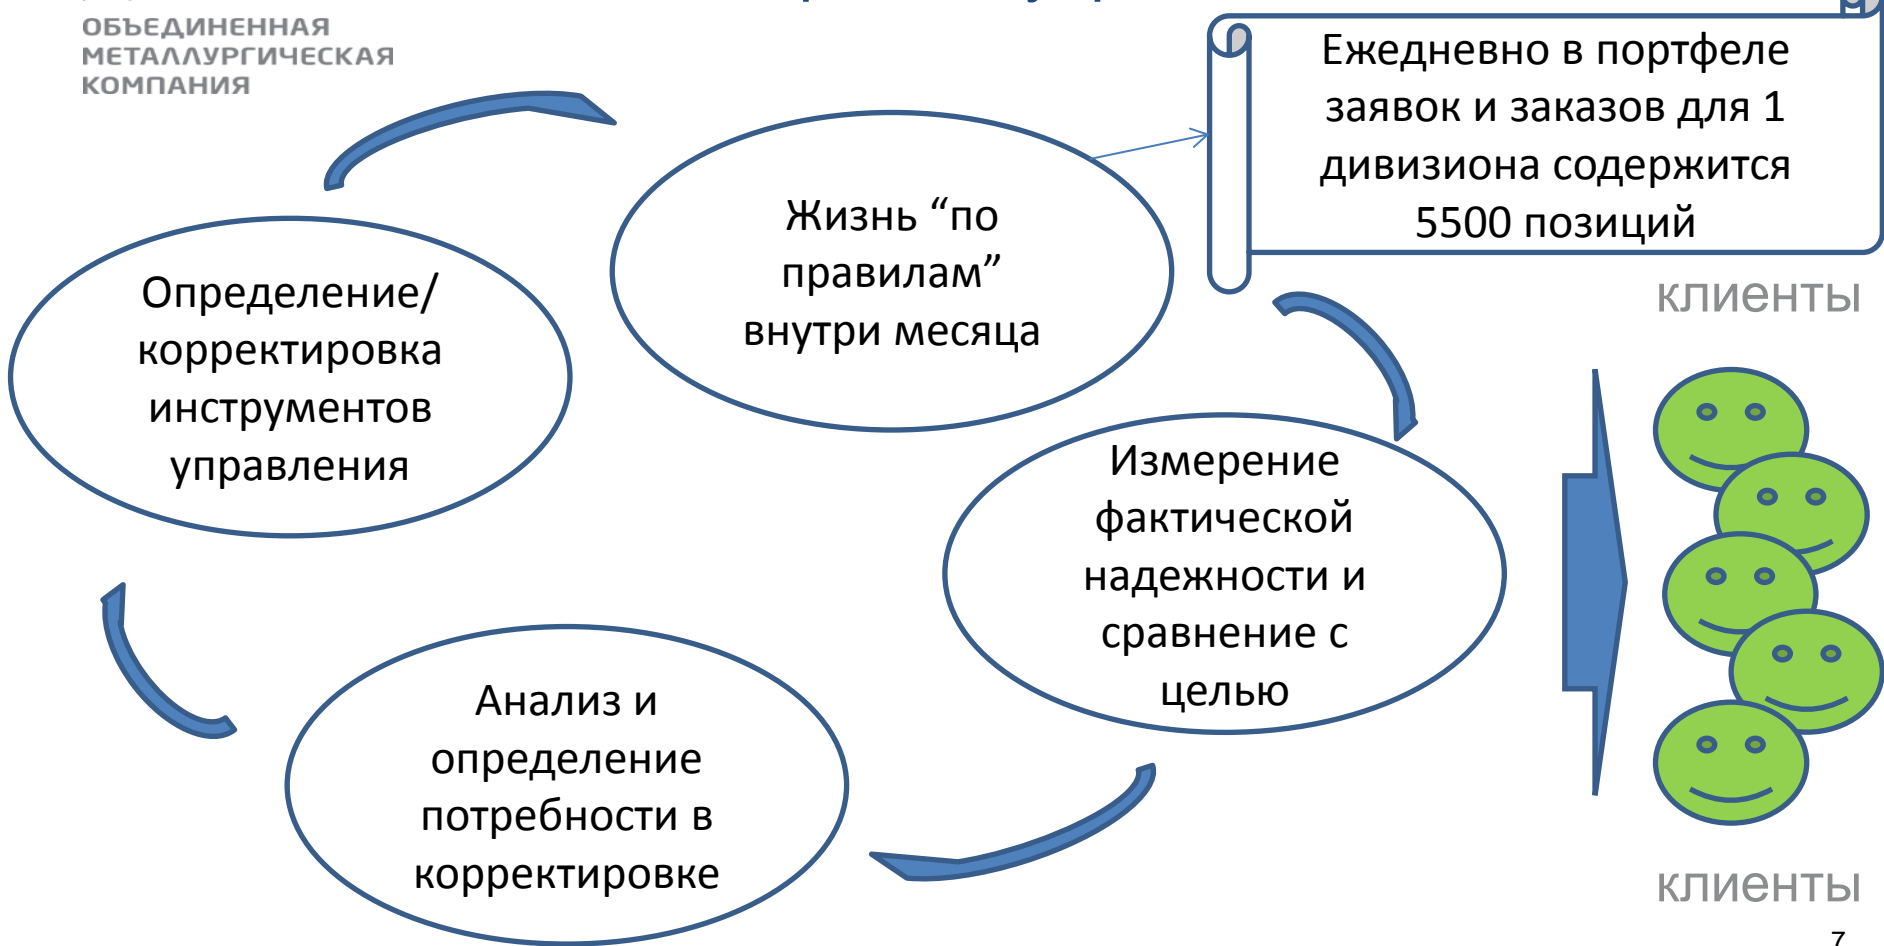 ОБЪЕДИНЕННАЯ
МЕТАЛЛУРГИЧЕСКАЯ
КОМПАНИЯ
Ежедневно в портфеле
заявок и заказов для 1
дивизиона содержится
5500 позиций
Жизнь “по
правилам”
внутри месяца
Определение/
корректировка
инструментов
управления
клиенты
Измерение
фактической
надежности и
сравнение с
целью
Анализ и
определение
потребности в
корректировке
клиенты
7